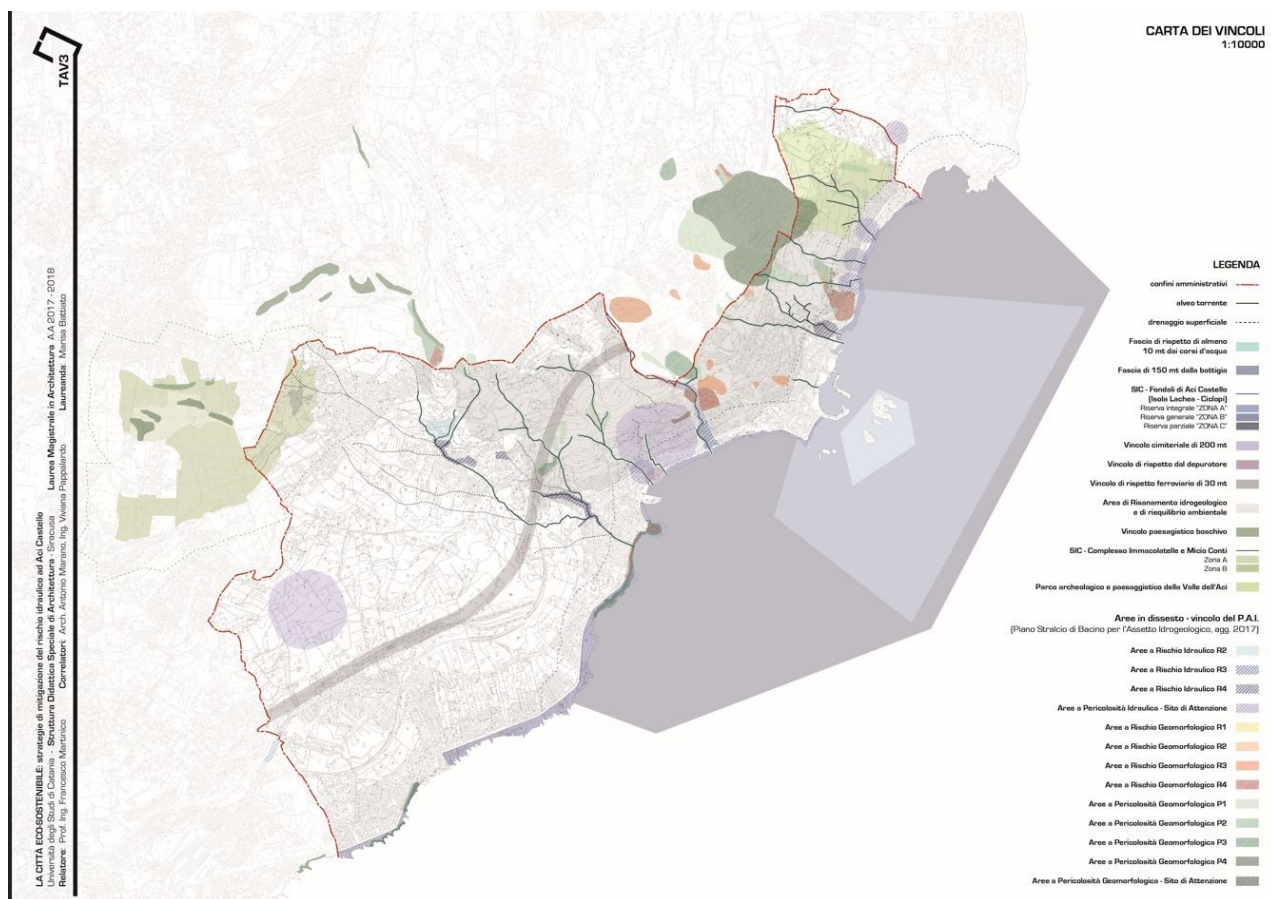 CARTA DEI VINCOLI
1:10000
TAV3
LA CITTÀ ECO-SOSTENIBILE: strategie di mitigazione del rischio idraulico ad Aci Castello
Università degli Studi di Catania - Struttura Didattica Speciale di Architettura - Siracusa Laurea Magistrale in Architettura A.A 2017 - 2018
Relatore: Prof. Ing. Francesco Martinico Correlatori: Arch. Antonio Marano, Ing. Viviana Pappalardo Laureanda: Marisa Battiato
LEGENDA
confini amministrativi
alveo torrente
drenaggio superficiale
Fascia di rispetto di almeno
10 mt dai corsi d'acqua
Fascia di 150 mt dalla battigia
SIC - Fondali di Aci Castello
(Isola Lachea - Ciclopi)
Riserva integrale "ZONA A"
Riserva generale "ZONA B"
Riserva parziale "ZONA C"
Vincolo cimiteriale di 200 mt
Vincolo di rispetto dal depuratore
Vincolo di rispetto ferroviario di 30 mt
Area di Risanamento idrogeologico
e di riequilibrio ambientale
Vincolo paesagistico boschivo
SIC - Complesso Immacolatelle e Micio Conti
Zona A
Zona B
Parco archeologico e paesaggistico della Valle dell'Aci
Aree in dissesto - vincolo del P.A.I.
(Piano Stralcio di Bacino per l'Assetto Idrogeologico, agg. 2017)
Aree a Rischio Idraulico R2
Aree a Rischio Idraulico R3
Aree a Rischio Idraulico R4
Aree a Pericolosità Idraulica - Sito di Attenzione
Aree a Rischio Geomorfologico R1
Aree a Rischio Geomorfologico R2
Aree a Rischio Geomorfologico R3
Aree a Rischio Geomorfologico R4
Aree a Pericolosità Geomorfologica P1
Aree a Pericolosità Geomorfologica P2
Aree a Pericolosità Geomorfologica P3
Aree a Pericolosità Geomorfologica P4
Aree a Pericolosità Geomorfologica - Sito di Attenzione